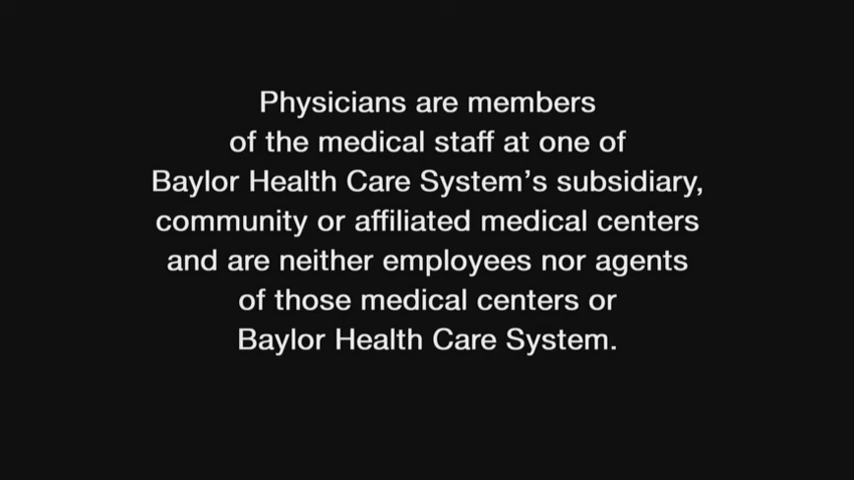 Physicians are members
of the medical staff at one of
Baylor Health Care System’s subsidiary,
community or affiliated medical centers
and are neither employees nor agents
of those medical centers or
Baylor Health Care System.